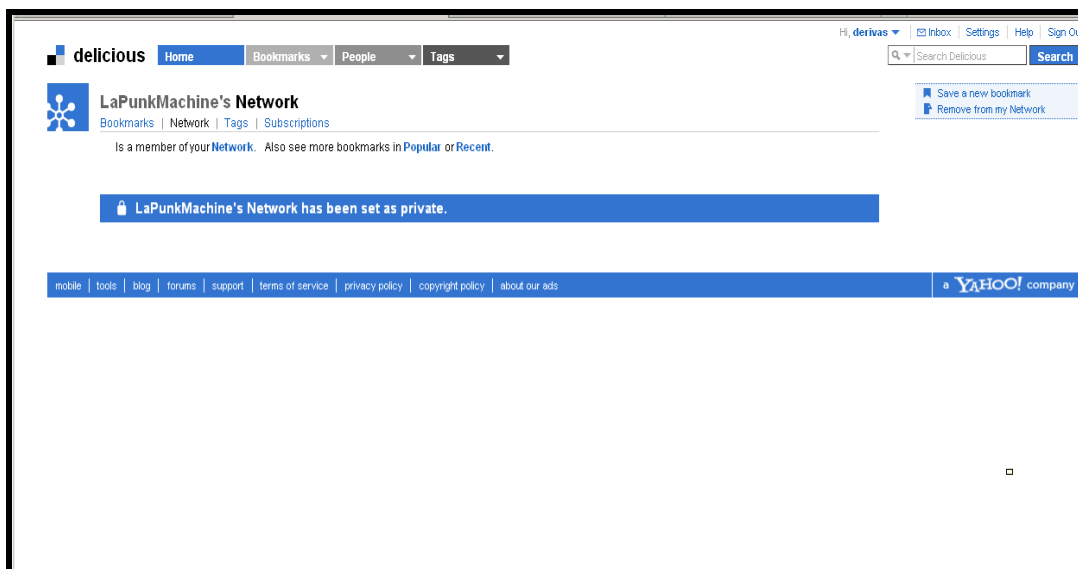 Hi, derivas Inbox | Settings | Help | Sign
delicious Home Bookmarks People Tags Search Delicious Search
LaPunkMachine's Network
Bookmarks | Network | Tags | Subscriptions
Is a member of your Network. Also see more bookmarks in Popular or Recent.
Save a new bookmark
Remove from my Network
LaPunkMachine's Network has been set as private.
mobile | tools | blog | forums | support | terms of service | privacy policy | copyright policy | about our ads a YAHOO! company